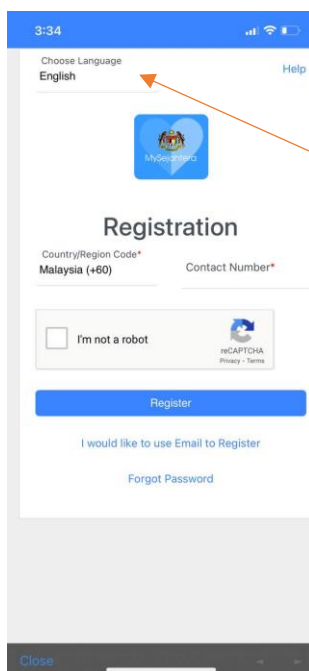 3:34
Choose Language
English
Help
MySejahtera
Registration
Country/Region Code*
Malaysia (+60)
Contact Number*
I'm not a robot
reCAPTCHA
Privacy - Terms
Register
I would like to use Email to Register
Forgot Password
Close